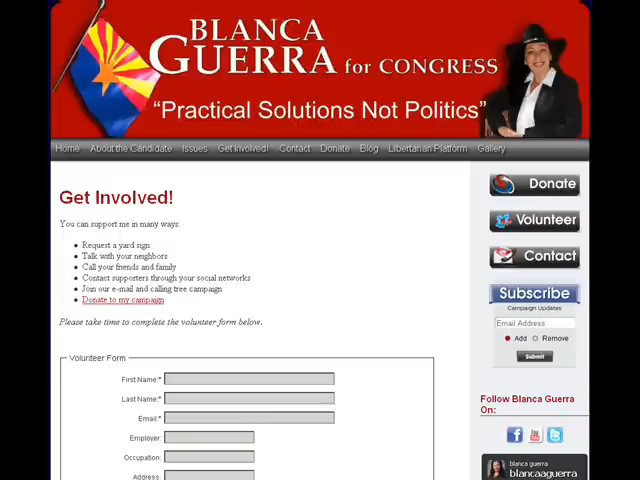 BLANCA
GUERRA for CONGRESS
“Practical Solutions Not Politics”
Home About the Candidate Issues Get Involved! Contact Donate Blog Libertarian Platform Gallery
Get Involved!
You can support me in many ways:
Request a yard sign
Talk with your neighbors
Call your friends and family
Contact supporters through your social networks
Join our e-mail and calling tree campaign
Donate to my campaign
Please take time to complete the volunteer form below.
Volunteer Form
First Name:*
Last Name:*
Email:*
Employer:
Occupation:
Address:
Donate
Volunteer
Contact
Subscribe
Campaign Updates
Email Address
Add Remove
Submit
Follow Blanca Guerra
On:
blanca guerra
blancaaguerra